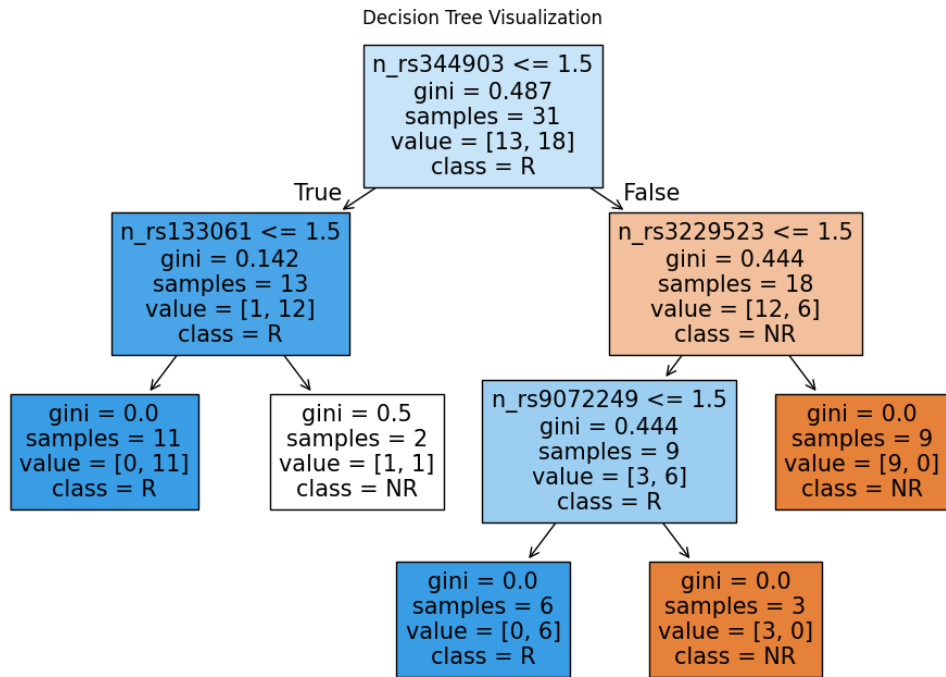 Decision Tree Visualization
n_rs344903 <= 1.5
gini = 0.487
samples = 31
value = [13, 18]
class = R
True
False
n_rs133061 <= 1.5
gini = 0.142
samples = 13
value = [1, 12]
class = R
n_rs3229523 <= 1.5
gini = 0.444
samples = 18
value = [12, 6]
class = NR
gini = 0.0
samples = 11
value = [0, 11]
class = R
gini = 0.5
samples = 2
value = [1, 1]
class = NR
n_rs9072249 <= 1.5
gini = 0.444
samples = 9
value = [3, 6]
class = R
gini = 0.0
samples = 9
value = [9, 0]
class = NR
gini = 0.0
samples = 6
value = [0, 6]
class = R
gini = 0.0
samples = 3
value = [3, 0]
class = NR